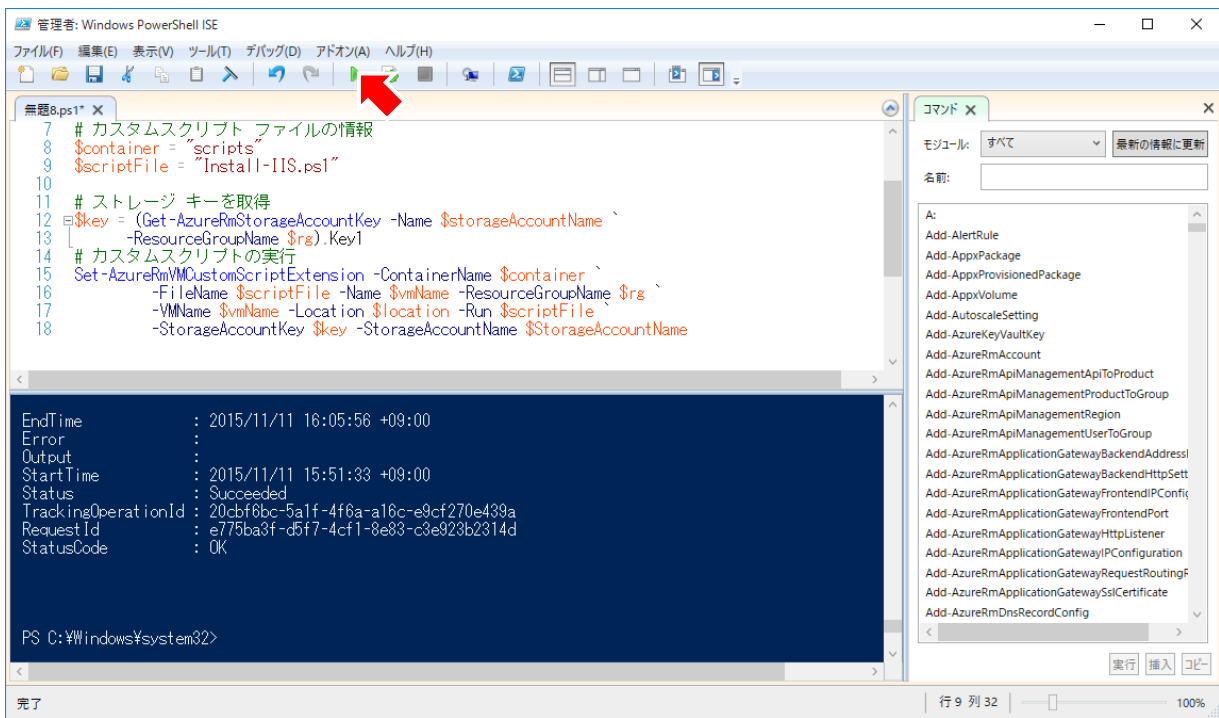 管理者: Windows PowerShell ISE
ファイル(F) 編集(E) 表示(V) ツール(T) デバッグ(D) アドオン(A) ヘルプ(H)
無題8.ps1* X
7 # カスタムスクリプト ファイルの情報
8 $container = "scripts"
9 $scriptFile = "Install-IIS.ps1"
10
11 # ストレージ キーを取得
12 $key = (Get-AzureRmStorageAccountKey -Name $storageAccountName `
13 -ResourceGroupName $rg).Key1
14 # カスタムスクリプトの実行
15 Set-AzureRmVMCustomScriptExtension -ContainerName $container `
16 -FileName $scriptFile -Name $vmName -ResourceGroupName $rg `
17 -VMName $vmName -Location $location -Run $scriptFile `
18 -StorageAccountKey $key -StorageAccountName $StorageAccountName
EndTime : 2015/11/11 16:05:56 +09:00
Error :
Output :
StartTime : 2015/11/11 15:51:33 +09:00
Status : Succeeded
TrackingOperationId : 20cbf6bc-5a1f-4f6a-a16c-e9cf270e439a
RequestId : e775ba3f-d5f7-4cf1-8e83-c3e923b2314d
StatusCode : OK
PS C:¥Windows¥system32>
コマンド X
モジュール: すべて 最新の情報に更新
名前:
A:
Add-AlertRule
Add-AppxPackage
Add-AppxProvisionedPackage
Add-AppxVolume
Add-AutoscaleSetting
Add-AzureKeyVaultKey
Add-AzureRmAccount
Add-AzureRmApiManagementApiToProduct
Add-AzureRmApiManagementProductToGroup
Add-AzureRmApiManagementRegion
Add-AzureRmApiManagementUserToGroup
Add-AzureRmApplicationGatewayBackendAddressl
Add-AzureRmApplicationGatewayBackendHttpSett
Add-AzureRmApplicationGatewayFrontendIPConfig
Add-AzureRmApplicationGatewayFrontendPort
Add-AzureRmApplicationGatewayHttpListener
Add-AzureRmApplicationGatewayIPConfiguration
Add-AzureRmApplicationGatewayRequestRoutingR
Add-AzureRmApplicationGatewaySslCertificate
Add-AzureRmDnsRecordConfig
実行 挿入 コピー
完了
行 9 列 32
100%